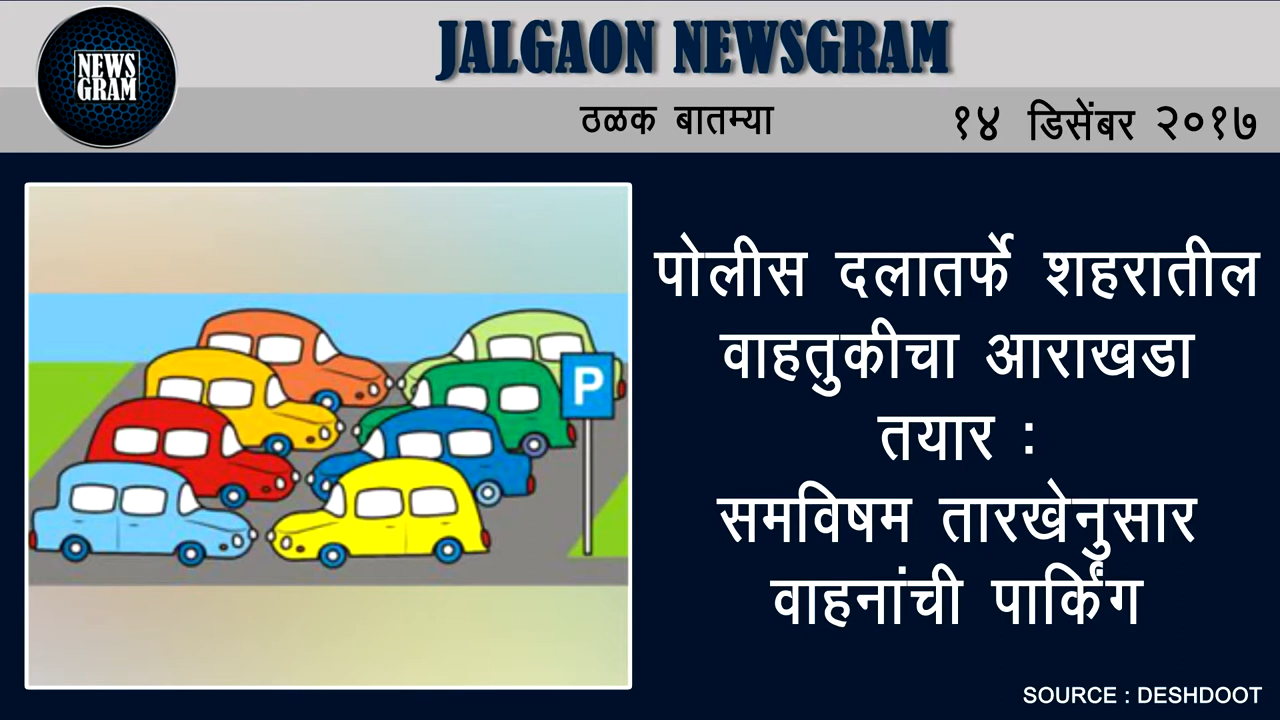 NEWS
GRAM
JALGAON NEWSGRAM
ठळक बातम्या
१४ डिसेंबर २०१७
P
पोलीस दलातर्फे शहरातील
वाहतुकीचा आराखडा
तयार :
समविषम तारखेनुसार
वाहनांची पार्किंग
SOURCE : DESHDOOT